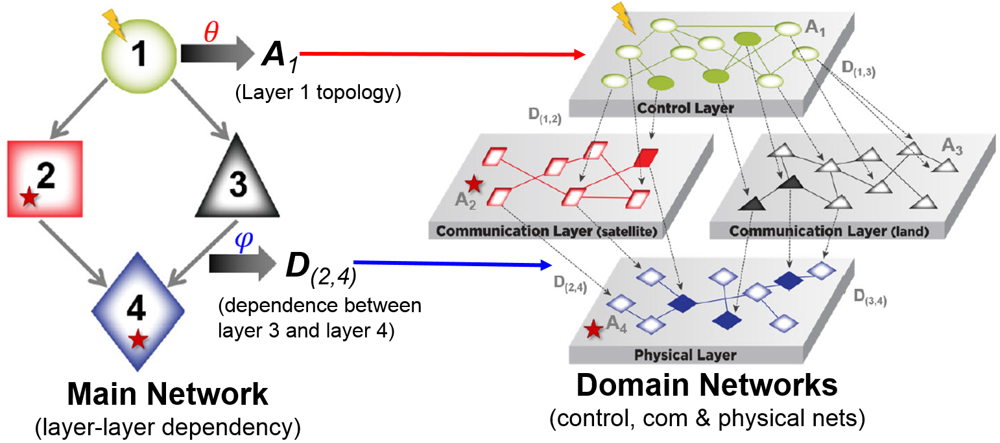 1
θ
A1
(Layer 1 topology)
2
3
φ
D(2,4)
(dependence between
layer 3 and layer 4)
4
Main Network
(layer-layer dependency)
A1
D(1,3)
Control Layer
D(1,2)
A2
Communication Layer (satellite)
A3
Communication Layer (land)
D(2,4)
D(3,4)
A4
Physical Layer
Domain Networks
(control, com & physical nets)